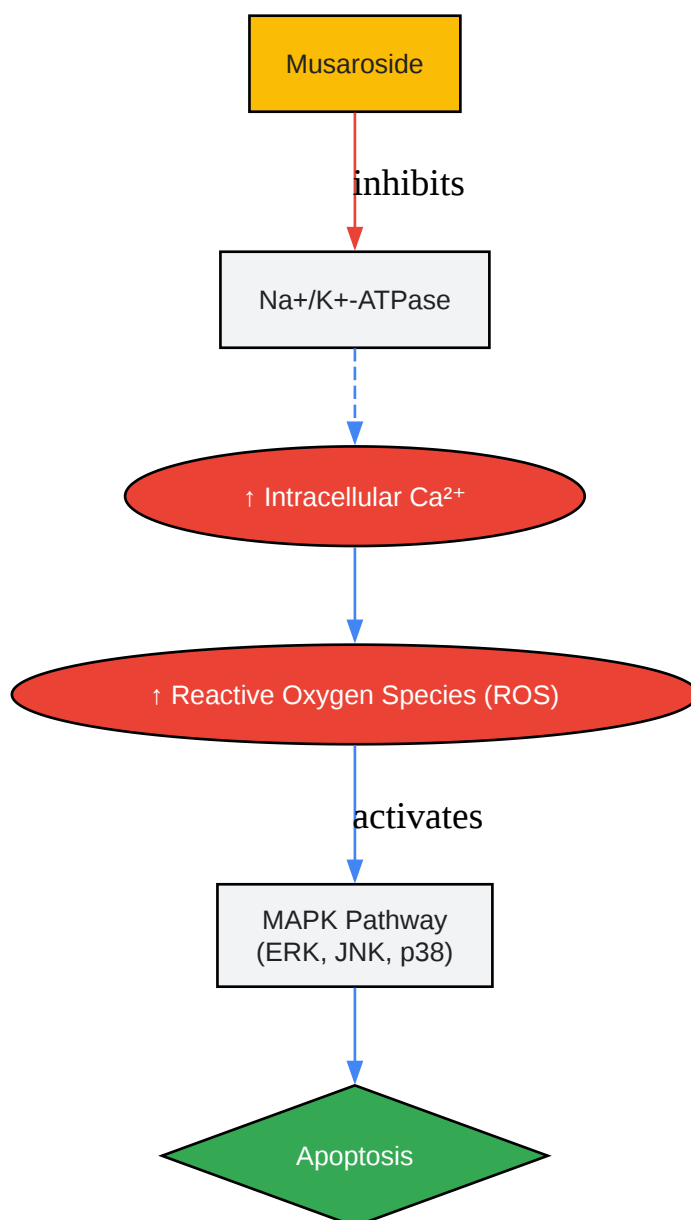 Musaroside
inhibits
Na+/K+-ATPase
↑ Intracellular Ca²⁺
↑ Reactive Oxygen Species (ROS)
activates
MAPK Pathway
(ERK, JNK, p38)
Apoptosis